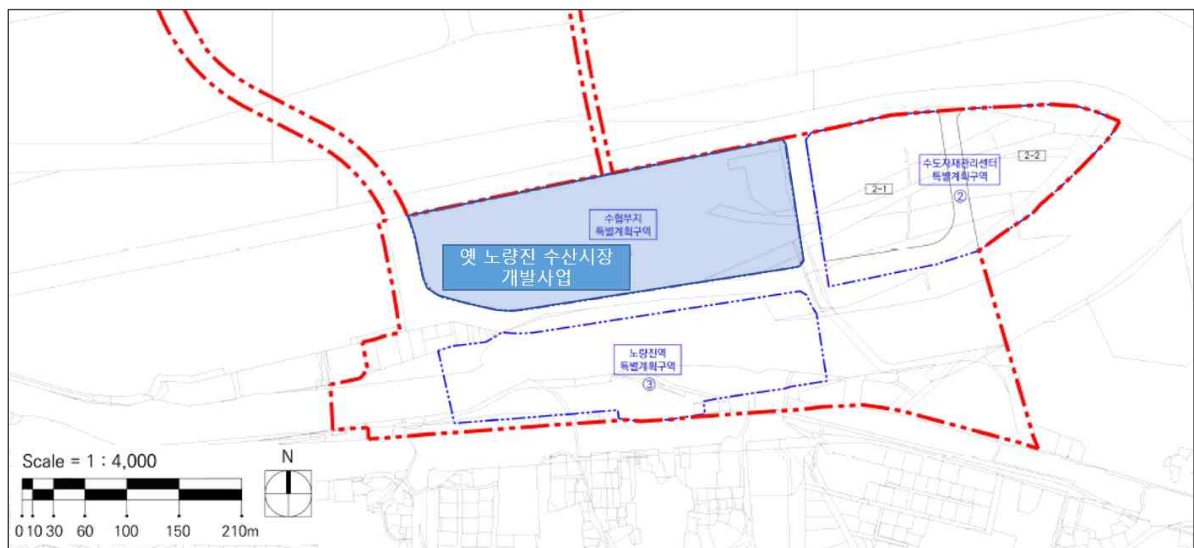 수도자재관리센터
특별계획구역
②
2-2
2-1
수협부지
특별계획구역
옛 노량진 수산시장
개발사업
노량진역
특별계획구역
③
Scale = 1 : 4,000
N
0 10 30 60 100 150 210m